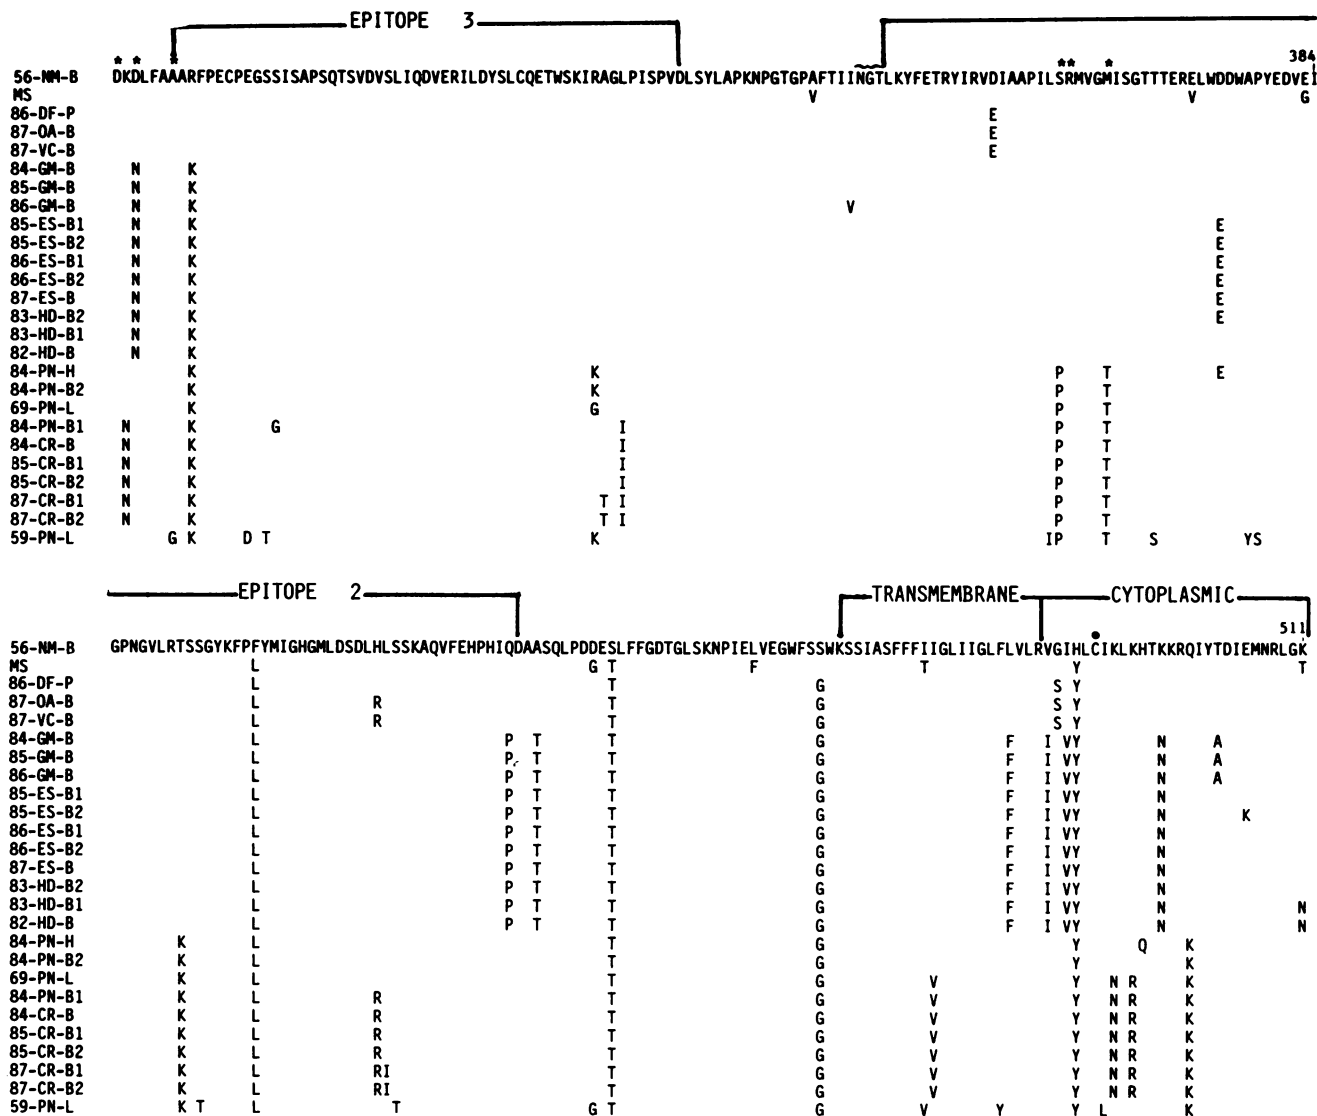 EPITOPE 3
* * * ** * 384
56-NM-B DKDLFAAARFPECPEGSSISAPSQTSVDVSLIQDVERILDYSLCQETWSKIRAGLPISPVDLSYLAPKNPGTGPAFTIINGTLKYFETRYIRVDIAAPILSRMVGMISGTTTERELWDDWAPYEDVEI
MS V V G
86-DF-P E
87-OA-B E
87-VC-B E
84-GM-B N K
85-GM-B N K
86-GM-B N K V
85-ES-B1 N K E
85-ES-B2 N K E
86-ES-B1 N K E
86-ES-B2 N K E
87-ES-B N K E
83-HD-B2 N K E
83-HD-B1 N K
82-HD-B N K
84-PN-H K K P T E
84-PN-B2 K K P T
69-PN-L K G P T
84-PN-B1 N K G I P T
84-CR-B N K I P T
85-CR-B1 N K I P T
85-CR-B2 N K I P T
87-CR-B1 N K T I P T
87-CR-B2 N K T I P T
59-PN-L G K D T K IP T S YS
EPITOPE 2 TRANSMEMBRANE CYTOPLASMIC
511
56-NM-B GPNGVLRTSSGYKFPFYMIGHGMLDSDLHLSSKAQVFEHPHIQDAASQLPDDESLFFGDTGLSKNPIELVEGWFSSWKSSIASFFFIIGLIIGLFLVLRVGIHLCIKLKHTKKRQIYTDIEMNRLGK
MS L G T F T Y T
86-DF-P L T G S Y
87-OA-B L R T G S Y
87-VC-B L R T G S Y
84-GM-B L P T T G F I VY N A
85-GM-B L P T T G F I VY N A
86-GM-B L P T T G F I VY N A
85-ES-B1 L P T T G F I VY N
85-ES-B2 L P T T G F I VY N K
86-ES-B1 L P T T G F I VY N
86-ES-B2 L P T T G F I VY N
87-ES-B L P T T G F I VY N
83-HD-B2 L P T T G F I VY N
83-HD-B1 L P T T G F I VY N N
82-HD-B L P T T G F I VY N N
84-PN-H K L T G Y Q K
84-PN-B2 K L T G Y K
69-PN-L K L T G V Y N R K
84-PN-B1 K L R T G V Y N R K
84-CR-B K L R T G V Y N R K
85-CR-B1 K L R T G V Y N R K
85-CR-B2 K L R T G V Y N R K
87-CR-B1 K L RI T G V Y N R K
87-CR-B2 K L RI T G V Y N R K
59-PN-L K T L T G T G V Y Y L K